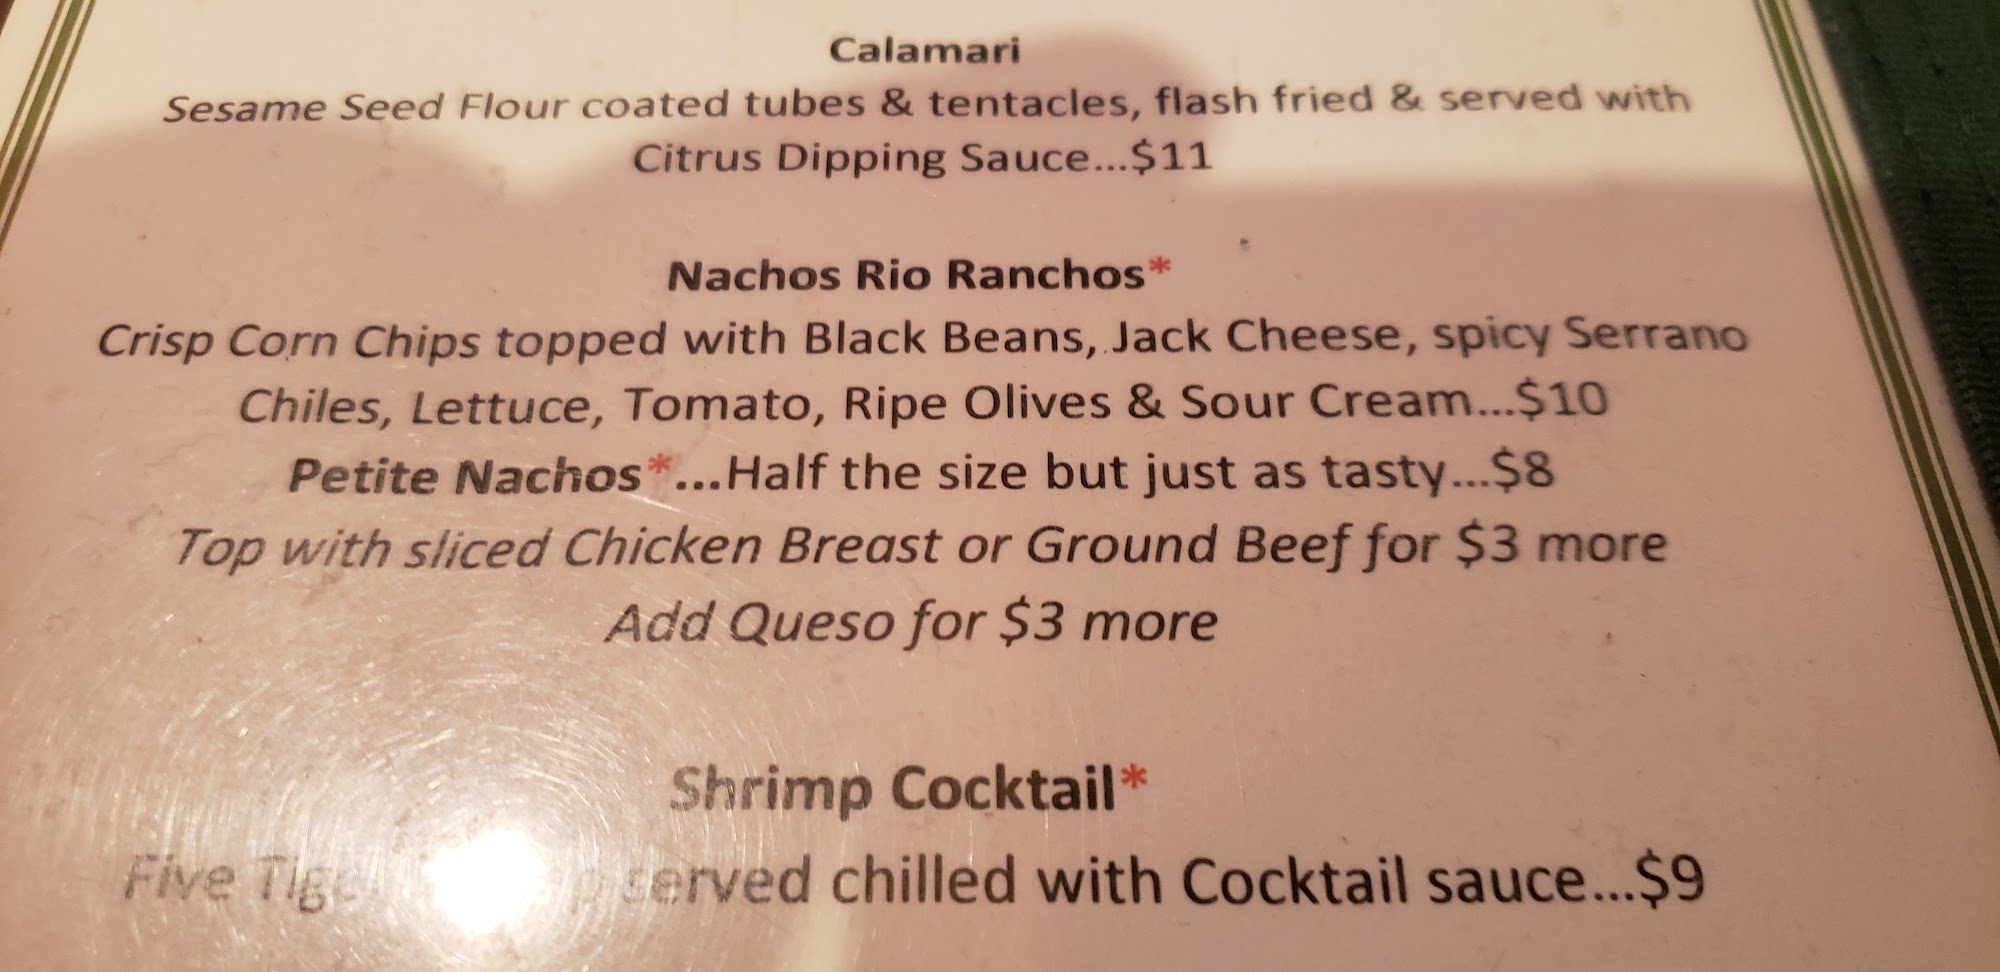 Calamari
Sesame Seed Flour coated tubes & tentacles, flash fried & served with
Citrus Dipping Sauce...$11
Nachos Rio Ranchos*
Crisp Corn Chips topped with Black Beans, Jack Cheese, spicy Serrano
Chiles, Lettuce, Tomato, Ripe Olives & Sour Cream...$10
Petite Nachos*...Half the size but just as tasty...$8
Top with sliced Chicken Breast or Ground Beef for $3 more
Add Queso for $3 more
Shrimp Cocktail*
Five Tiger served chilled with Cocktail sauce...$9